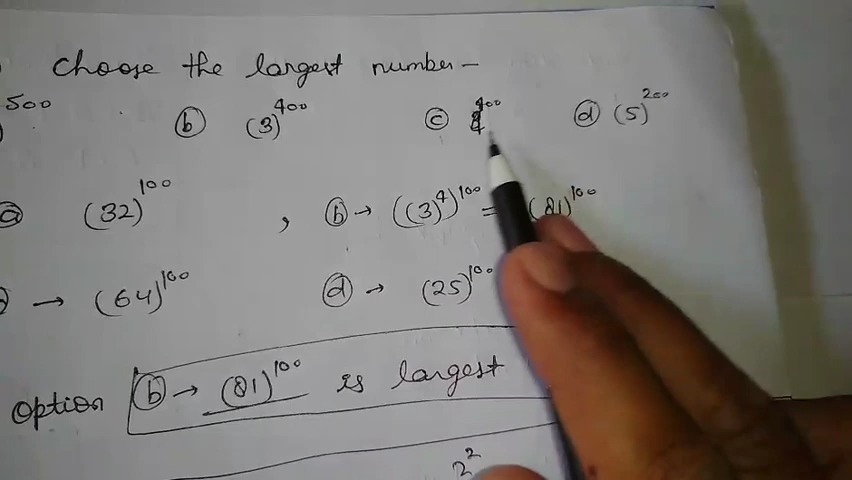 Choose the largest number -
500 ⓑ (3)^400 ⓒ 4^400 ⓓ (5)^200
ⓐ (32)^100 , ⓑ → ((3)^4)^100 = (81)^100
→ (64)^100 ⓓ → (25)^100
option ⓑ → (81)^100 is largest
2^2